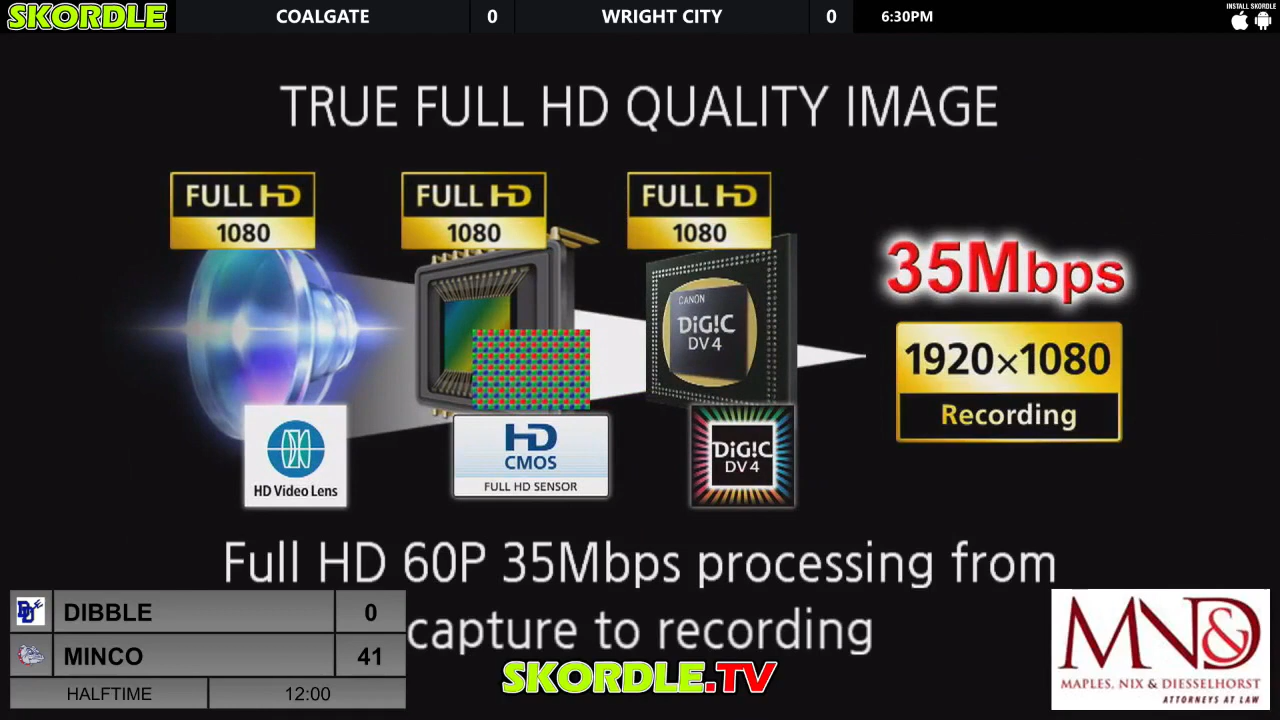 SKORDLE
COALGATE 0 WRIGHT CITY 0 6:30PM
INSTALL SKORDLE
TRUE FULL HD QUALITY IMAGE
FULL HD
1080
FULL HD
1080
FULL HD
1080
35Mbps
CANON
DiG!C
DV 4
1920×1080
Recording
HD Video Lens
HD
CMOS
FULL HD SENSOR
DiG!C
DV 4
Full HD 60P 35Mbps processing from
capture to recording
DIBBLE 0
MINCO 41
HALFTIME 12:00
SKORDLE.TV
MN&D
MAPLES, NIX & DIESSELHORST
ATTORNEYS AT LAW